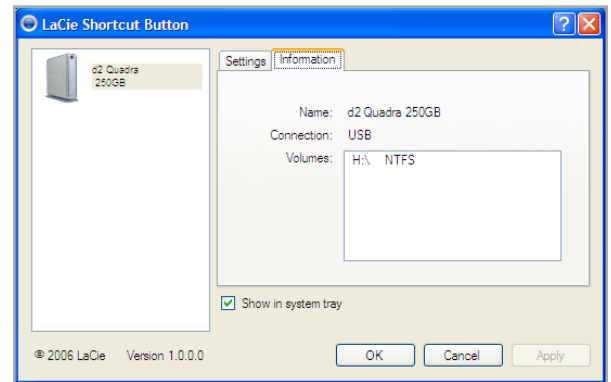 LaCie Shortcut Button
d2 Quadra
250GB
Settings Information
Name: d2 Quadra 250GB
Connection: USB
Volumes: H:\ NTFS
Show in system tray
© 2006 LaCie Version 1.0.0.0
OK Cancel Apply